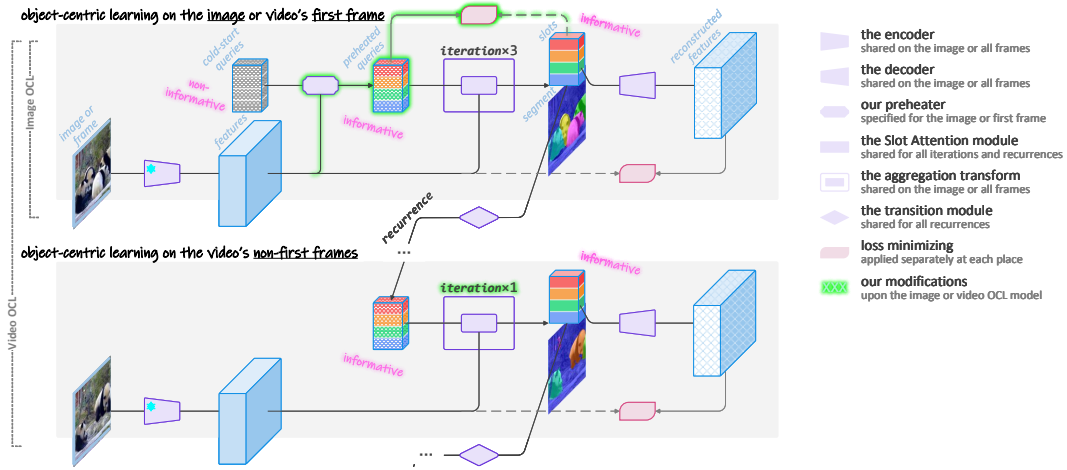 object-centric learning on the image or video's first frame
cold-start
queries
preheated
queries
slots
informative
reconstructed
features
iteration×3
non-
informative
informative
segment
image or
frame
features
Image OCL
Video OCL
recurrence
...
object-centric learning on the video's non-first frames
informative
iteration×1
informative
...
the encoder
shared on the image or all frames
the decoder
shared on the image or all frames
our preheater
specified for the image or first frame
the Slot Attention module
shared for all iterations and recurrences
the aggregation transform
shared on the image or all frames
the transition module
shared for all recurrences
loss minimizing
applied separately at each place
our modifications
upon the image or video OCL model